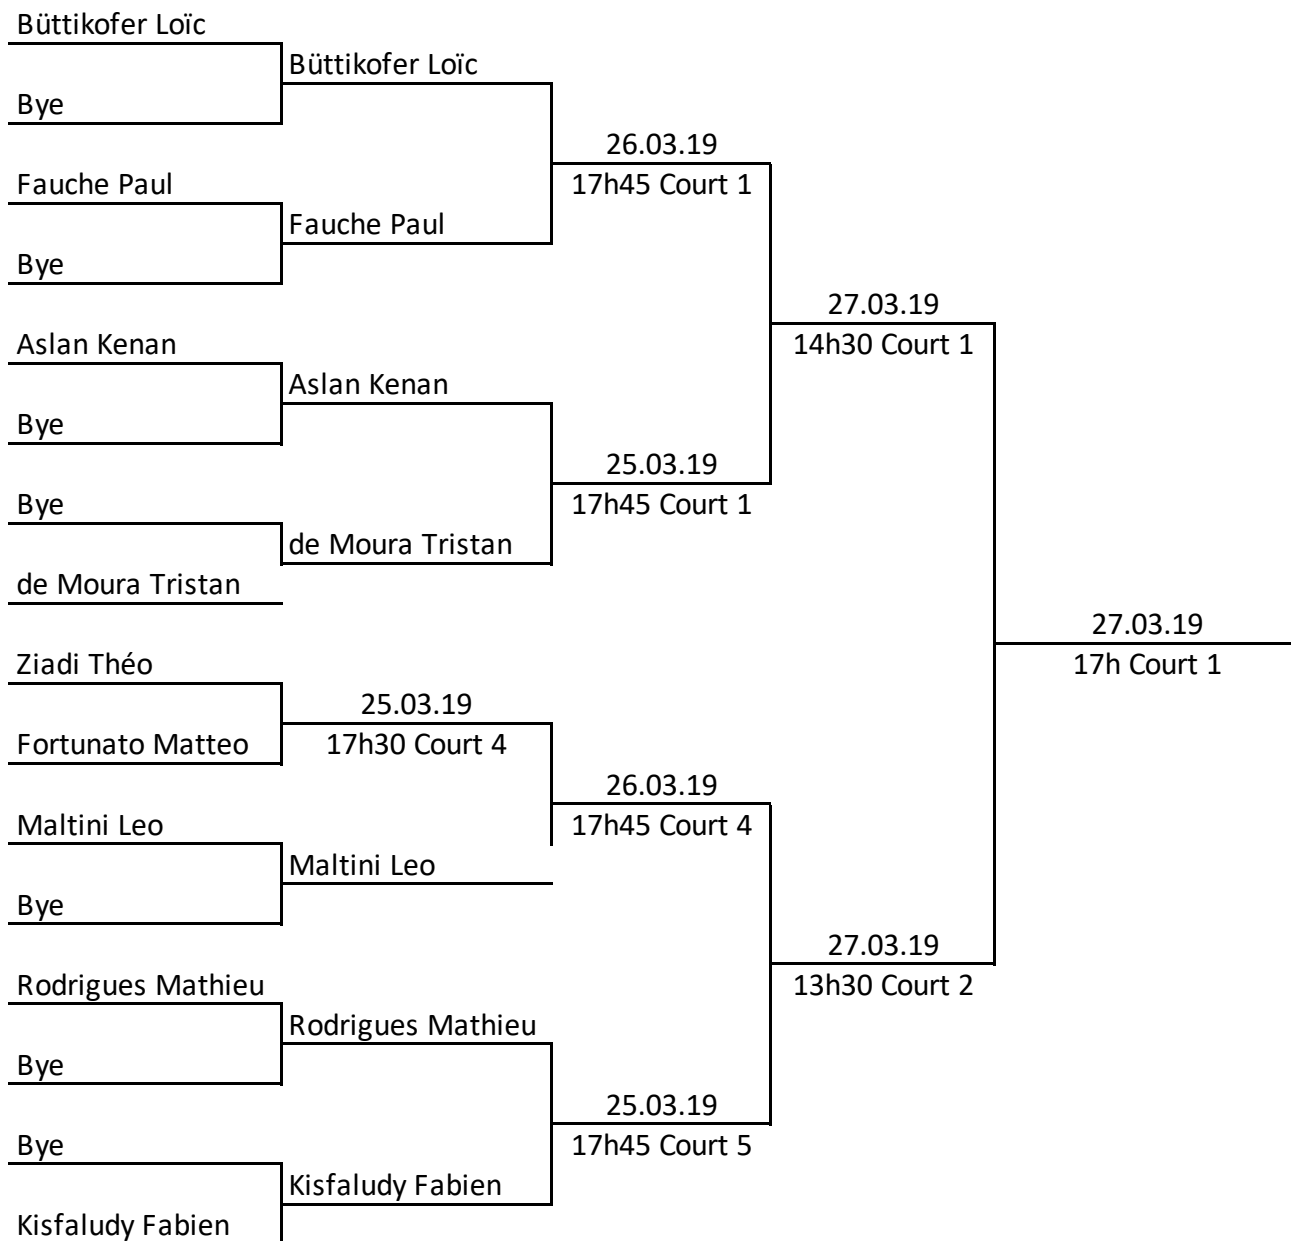 Büttikofer Loïc
Büttikofer Loïc
Bye
26.03.19
17h45 Court 1
Fauche Paul
Fauche Paul
Bye
27.03.19
14h30 Court 1
Aslan Kenan
Aslan Kenan
Bye
25.03.19
17h45 Court 1
Bye
de Moura Tristan
de Moura Tristan
27.03.19
17h Court 1
Ziadi Théo
25.03.19
17h30 Court 4
Fortunato Matteo
26.03.19
17h45 Court 4
Maltini Leo
Maltini Leo
Bye
27.03.19
13h30 Court 2
Rodrigues Mathieu
Rodrigues Mathieu
Bye
25.03.19
17h45 Court 5
Bye
Kisfaludy Fabien
Kisfaludy Fabien